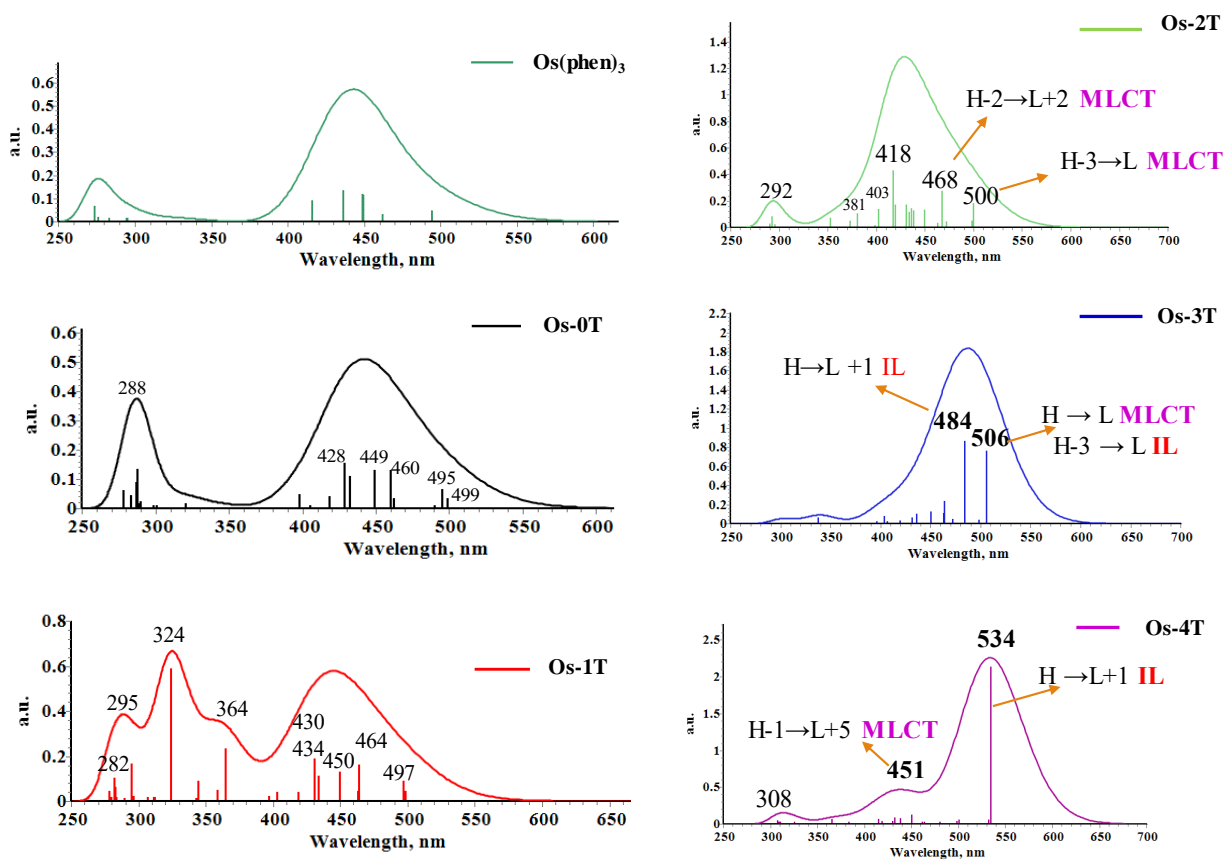 Os(phen)₃
a.u.
0.6
0.5
0.4
0.3
0.2
0.1
0
250 300 350 400 450 500 550 600
Wavelength, nm
Os-0T
a.u.
0.6
0.5
0.4
0.3
0.2
0.1
0
288
428
449
460
495
499
250 300 350 400 450 500 550 600
Wavelength, nm
Os-1T
a.u.
0.8
0.6
0.4
0.2
0
324
295
364
282
430
434
450
464
497
250 300 350 400 450 500 550 600 650
Wavelength, nm
Os-2T
a.u.
1.4
1.2
1
0.8
0.6
0.4
0.2
0
H-2→L+2 MLCT
H-3→L MLCT
292
381
403
418
468
500
250 300 350 400 450 500 550 600 650 700
Wavelength, nm
Os-3T
a.u.
2.2
2
1.8
1.6
1.4
1.2
1
0.8
0.6
0.4
0.2
0
H→L +1 IL
484
506
H → L MLCT
H-3 → L IL
250 300 350 400 450 500 550 600 650 700
Wavelength, nm
Os-4T
a.u.
2.5
2
1.5
1
0.5
0
534
H →L+1 IL
H-1→L+5 MLCT
451
308
250 300 350 400 450 500 550 600 650 700
Wavelength, nm